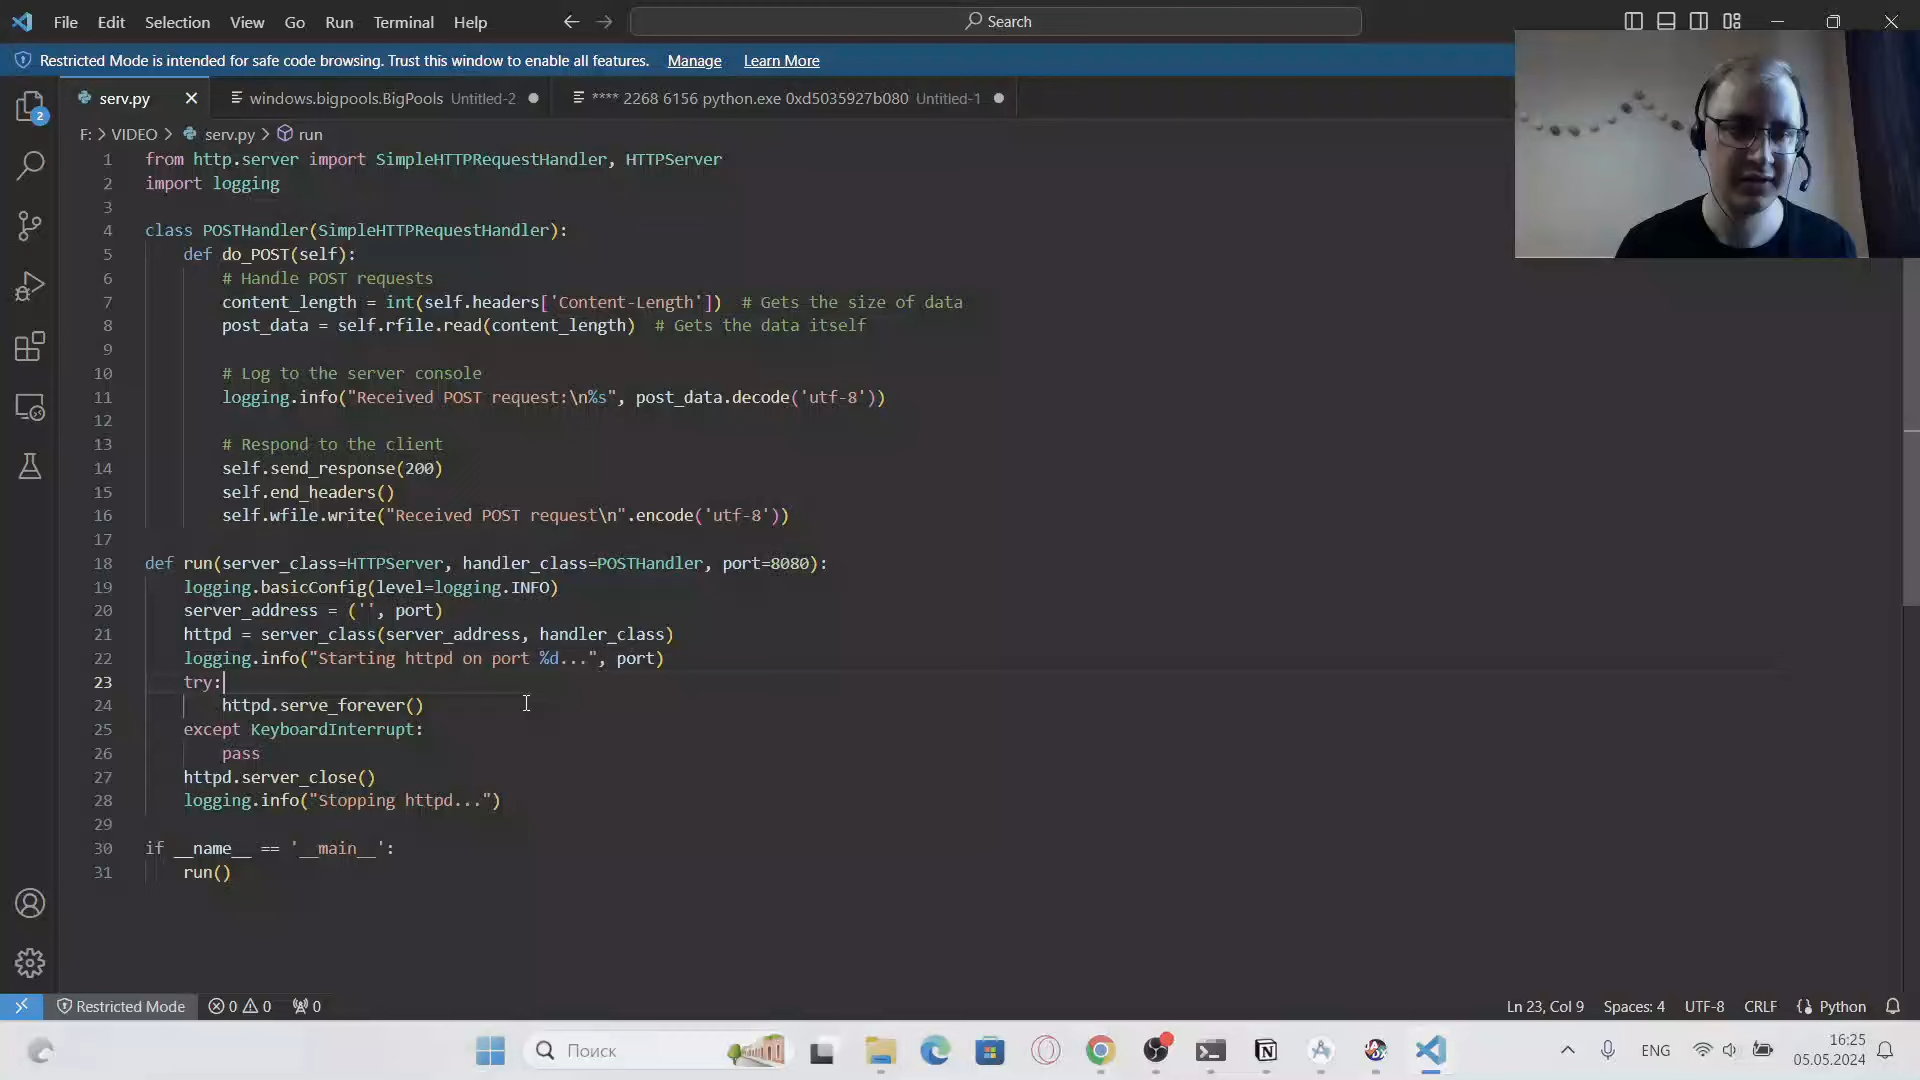 File Edit Selection View Go Run Terminal Help
Search
Restricted Mode is intended for safe code browsing. Trust this window to enable all features. Manage Learn More
serv.py
windows.bigpools.BigPools Untitled-2
**** 2268 6156 python.exe 0xd5035927b080 Untitled-1
2
F: > VIDEO > serv.py > run
1 from http.server import SimpleHTTPRequestHandler, HTTPServer
2 import logging
3
4 class POSTHandler(SimpleHTTPRequestHandler):
5 def do_POST(self):
6 # Handle POST requests
7 content_length = int(self.headers['Content-Length']) # Gets the size of data
8 post_data = self.rfile.read(content_length) # Gets the data itself
9
10 # Log to the server console
11 logging.info("Received POST request:\n%s", post_data.decode('utf-8'))
12
13 # Respond to the client
14 self.send_response(200)
15 self.end_headers()
16 self.wfile.write("Received POST request\n".encode('utf-8'))
17
18 def run(server_class=HTTPServer, handler_class=POSTHandler, port=8080):
19 logging.basicConfig(level=logging.INFO)
20 server_address = ('', port)
21 httpd = server_class(server_address, handler_class)
22 logging.info("Starting httpd on port %d...", port)
23 try:
24 httpd.serve_forever()
25 except KeyboardInterrupt:
26 pass
27 httpd.server_close()
28 logging.info("Stopping httpd...")
29
30 if __name__ == '__main__':
31 run()
Restricted Mode 0 0 0
Ln 23, Col 9 Spaces: 4 UTF-8 CRLF {} Python
Поиск
ENG
16:25
05.05.2024